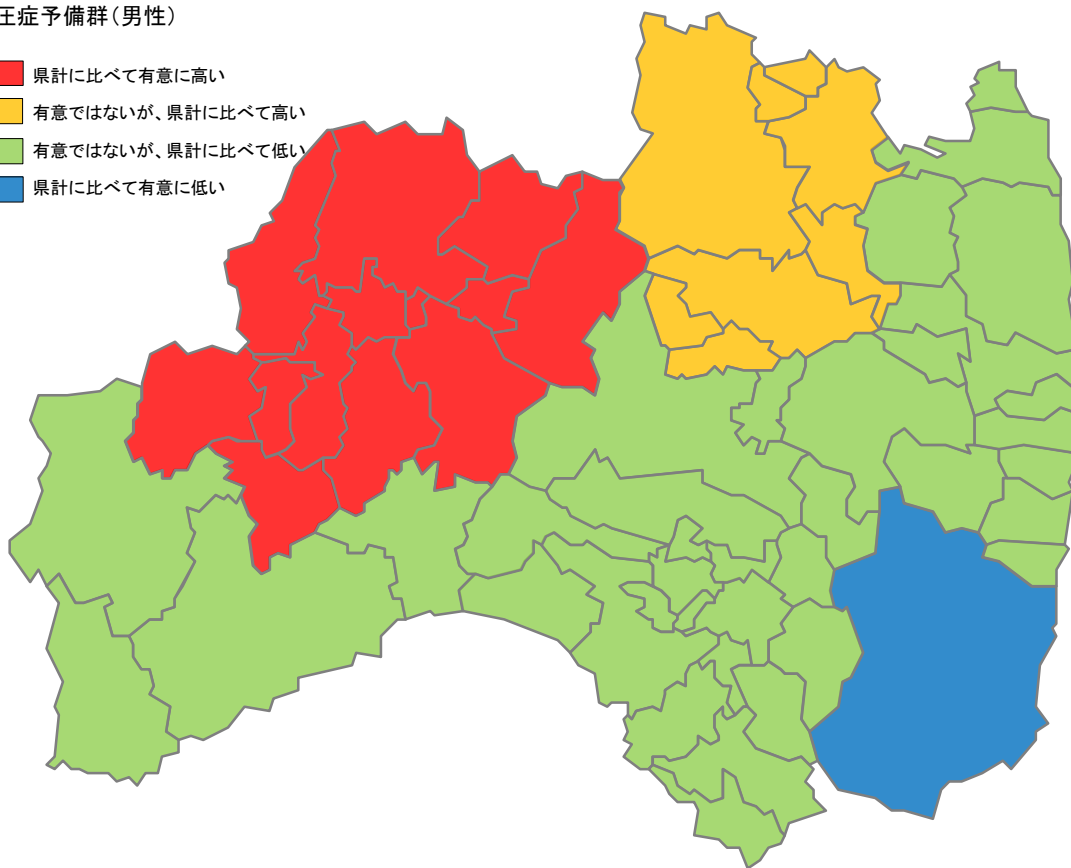 圧症予備群(男性)
県計に比べて有意に高い
有意ではないが、県計に比べて高い
有意ではないが、県計に比べて低い
県計に比べて有意に低い